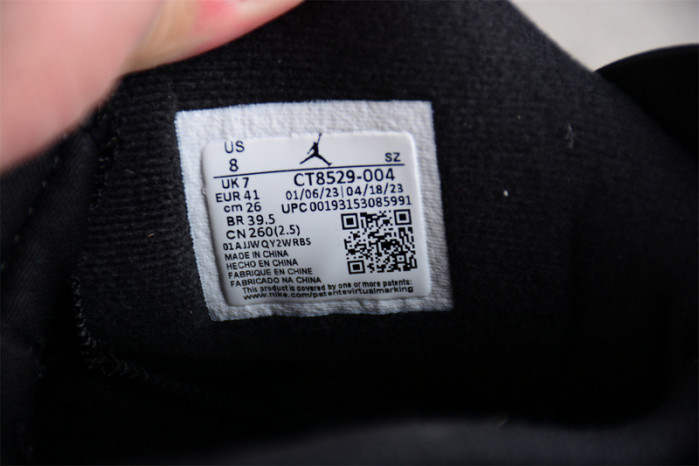 US
8
SZ
UK 7
CT8529-004
EUR 41
01/06/23 | 04/18/23
cm 26
UPC 00193153085991
BR 39.5
CN 260(2.5)
01AJJWQY2WRBS
MADE IN CHINA
HECHO EN CHINA
FABRIQUE EN CHINE
FABRICADO NA CHINA
This product is covered by one or more patents:
www.nike.com/patentsvirtualmarking